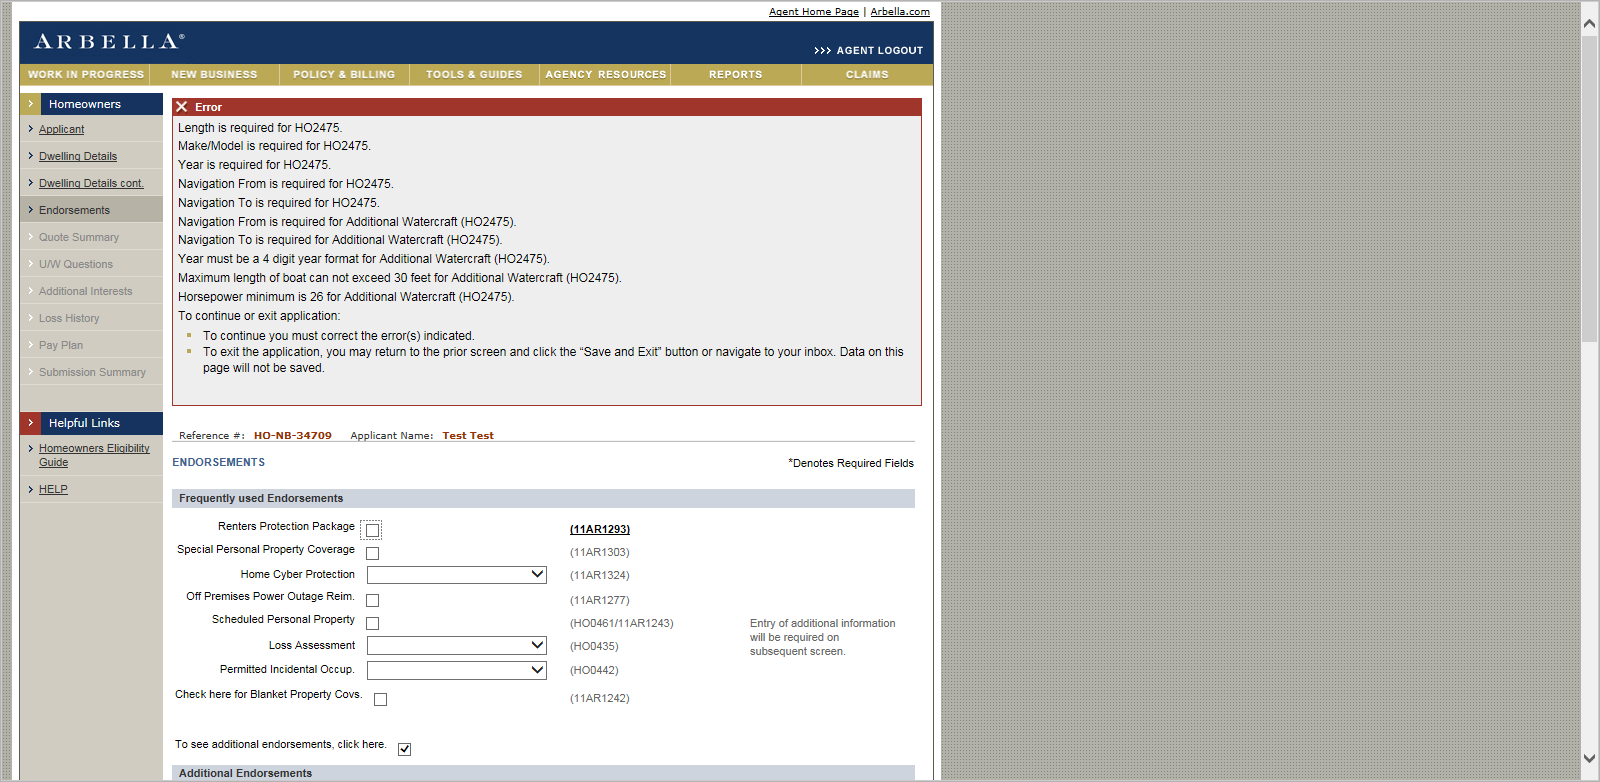 Agent Home Page | Arbella.com
ARBELLA®
>>> AGENT LOGOUT
WORK IN PROGRESS NEW BUSINESS POLICY & BILLING TOOLS & GUIDES AGENCY RESOURCES REPORTS CLAIMS
Homeowners
Applicant
Dwelling Details
Dwelling Details cont.
Endorsements
Quote Summary
U/W Questions
Additional Interests
Loss History
Pay Plan
Submission Summary
Helpful Links
Homeowners Eligibility
Guide
HELP
Error
Length is required for HO2475.
Make/Model is required for HO2475.
Year is required for HO2475.
Navigation From is required for HO2475.
Navigation To is required for HO2475.
Navigation From is required for Additional Watercraft (HO2475).
Navigation To is required for Additional Watercraft (HO2475).
Year must be a 4 digit year format for Additional Watercraft (HO2475).
Maximum length of boat can not exceed 30 feet for Additional Watercraft (HO2475).
Horsepower minimum is 26 for Additional Watercraft (HO2475).
To continue or exit application:
To continue you must correct the error(s) indicated.
To exit the application, you may return to the prior screen and click the “Save and Exit” button or navigate to your inbox. Data on this
page will not be saved.
Reference #: HO-NB-34709 Applicant Name: Test Test
ENDORSEMENTS
*Denotes Required Fields
Frequently used Endorsements
Renters Protection Package (11AR1293)
Special Personal Property Coverage (11AR1303)
Home Cyber Protection (11AR1324)
Off Premises Power Outage Reim. (11AR1277)
Scheduled Personal Property (HO0461/11AR1243) Entry of additional information
will be required on
subsequent screen.
Loss Assessment (HO0435)
Permitted Incidental Occup. (HO0442)
Check here for Blanket Property Covs. (11AR1242)
To see additional endorsements, click here.
Additional Endorsements